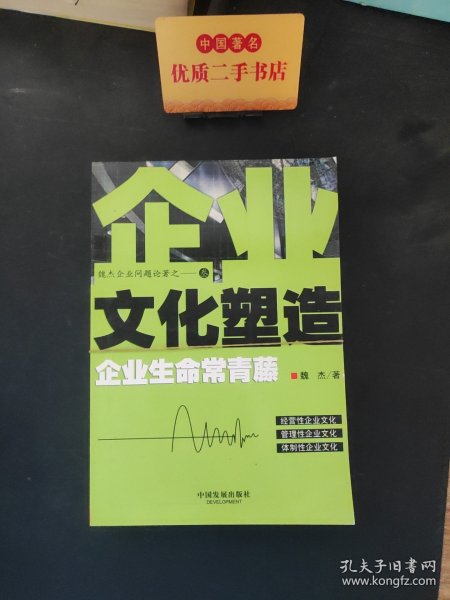 中国著名
优质二手书店
企业
魏杰企业问题论著之——叁
文化塑造
企业生命常青藤
魏 杰/著
经营性企业文化
管理性企业文化
体制性企业文化
中国发展出版社
DEVELOPMENT
孔夫子旧书网
www.kongfz.com